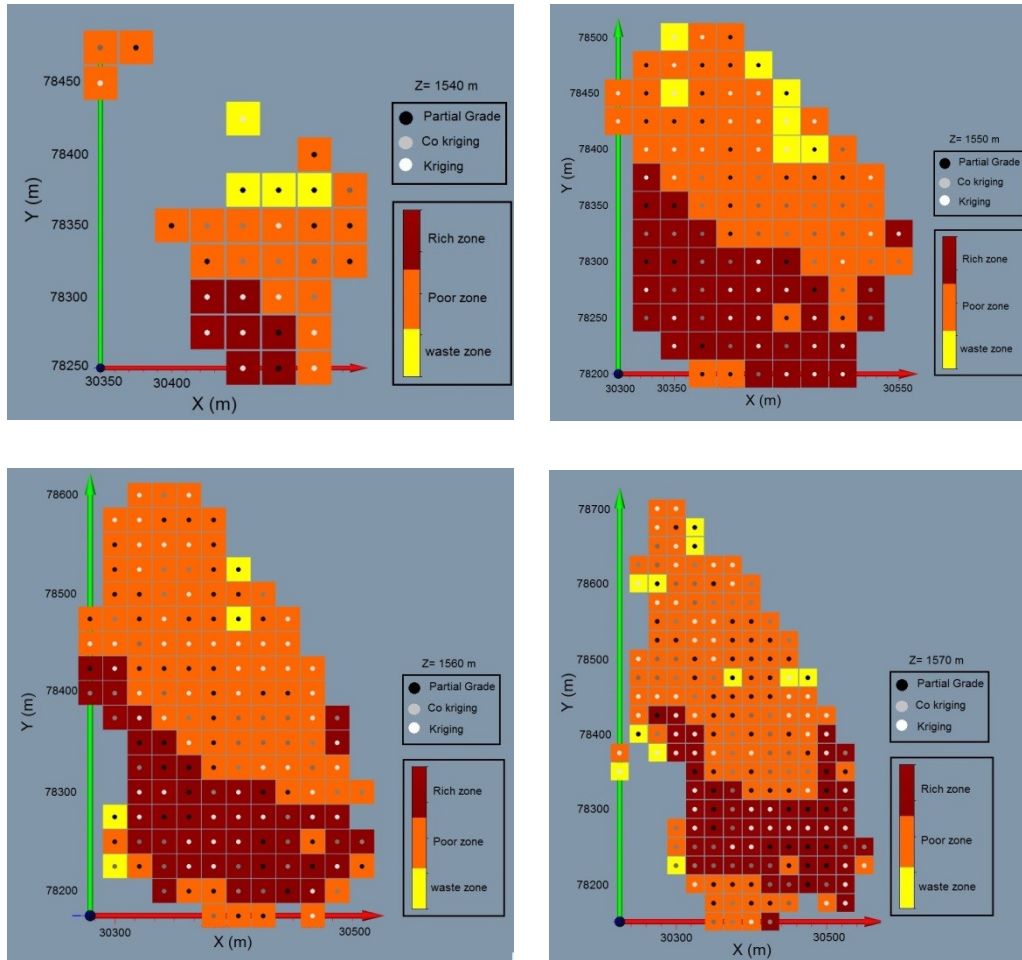 Z= 1540 m
Partial Grade
Co kriging
Kriging
Rich zone
Poor zone
waste zone
78450
78400
78350
78300
78250
Y (m)
30350
30400
X (m)
Z= 1550 m
Partial Grade
Co kriging
Kriging
Rich zone
Poor zone
waste zone
78500
78450
78400
78350
78300
78250
78200
Y (m)
30300
30350
30550
X (m)
Z= 1560 m
Partial Grade
Co kriging
Kriging
Rich zone
Poor zone
waste zone
78600
78500
78400
78300
78200
Y (m)
30300
30500
X (m)
Z= 1570 m
Partial Grade
Co kriging
Kriging
Rich zone
Poor zone
waste zone
78700
78600
78500
78400
78300
78200
Y (m)
30300
30500
X (m)